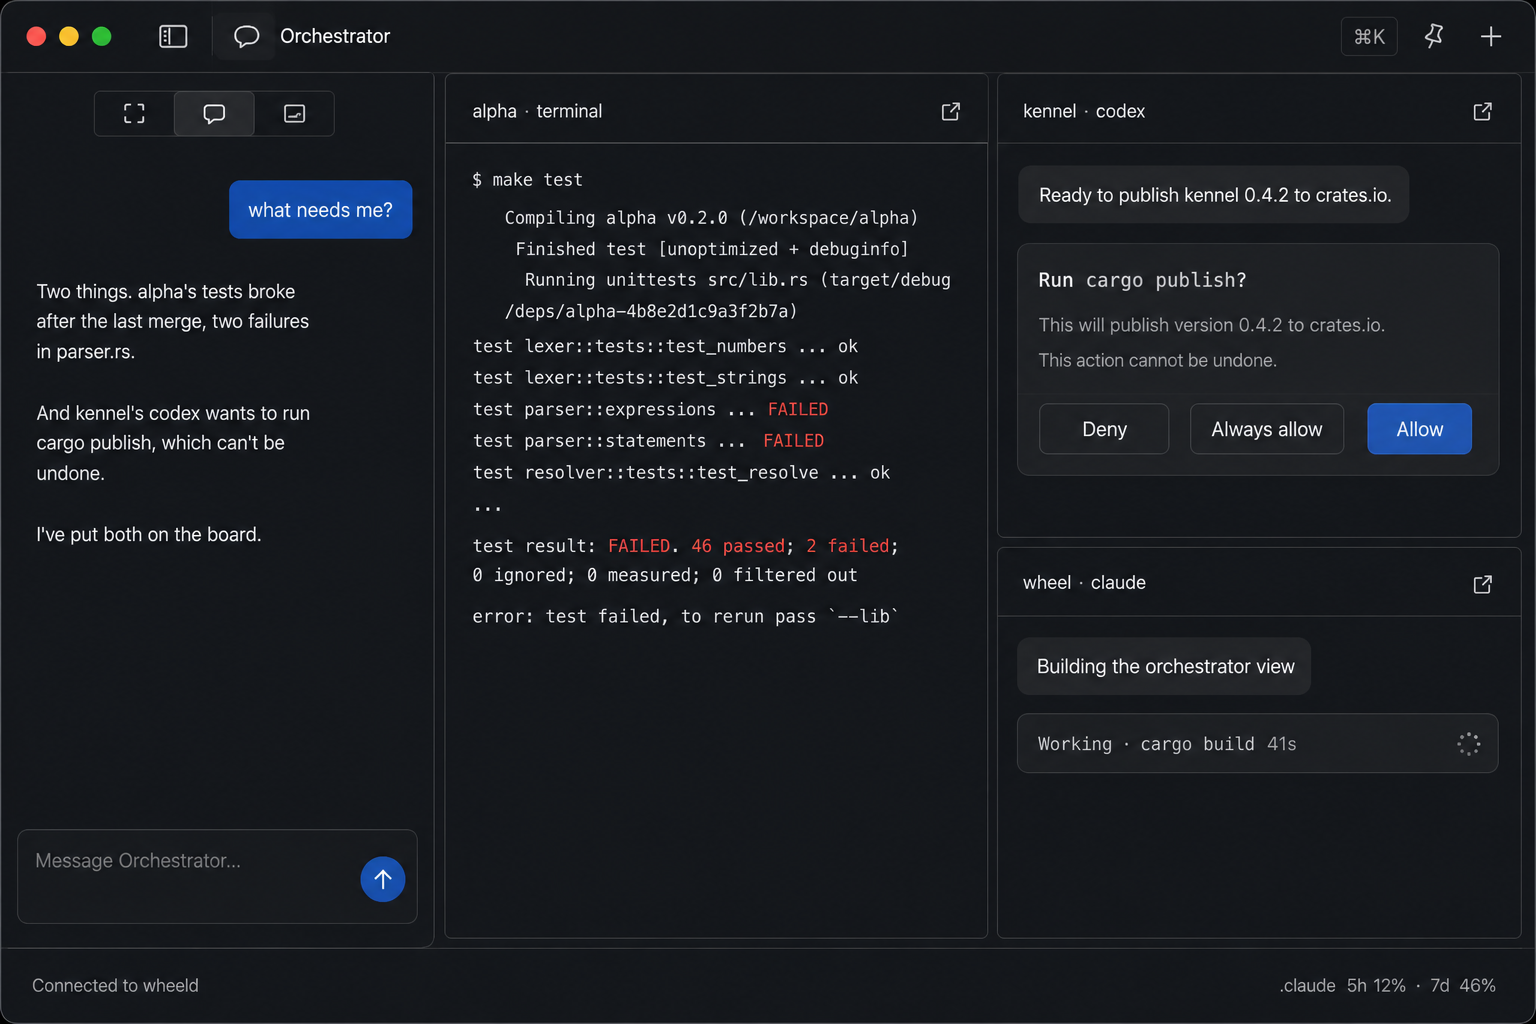 Orchestrator
⌘K
what needs me?
Two things. alpha's tests broke
after the last merge, two failures
in parser.rs.
And kennel's codex wants to run
cargo publish, which can't be
undone.
I've put both on the board.
Message Orchestrator...
alpha · terminal
$ make test
Compiling alpha v0.2.0 (/workspace/alpha)
Finished test [unoptimized + debuginfo]
Running unittests src/lib.rs (target/debug
/deps/alpha-4b8e2d1c9a3f2b7a)
test lexer::tests::test_numbers ... ok
test lexer::tests::test_strings ... ok
test parser::expressions ... FAILED
test parser::statements ... FAILED
test resolver::tests::test_resolve ... ok
...
test result: FAILED. 46 passed; 2 failed;
0 ignored; 0 measured; 0 filtered out
error: test failed, to rerun pass `--lib`
kennel · codex
Ready to publish kennel 0.4.2 to crates.io.
Run cargo publish?
This will publish version 0.4.2 to crates.io.
This action cannot be undone.
Deny Always allow Allow
wheel · claude
Building the orchestrator view
Working · cargo build 41s
Connected to wheeld
.claude 5h 12% · 7d 46%